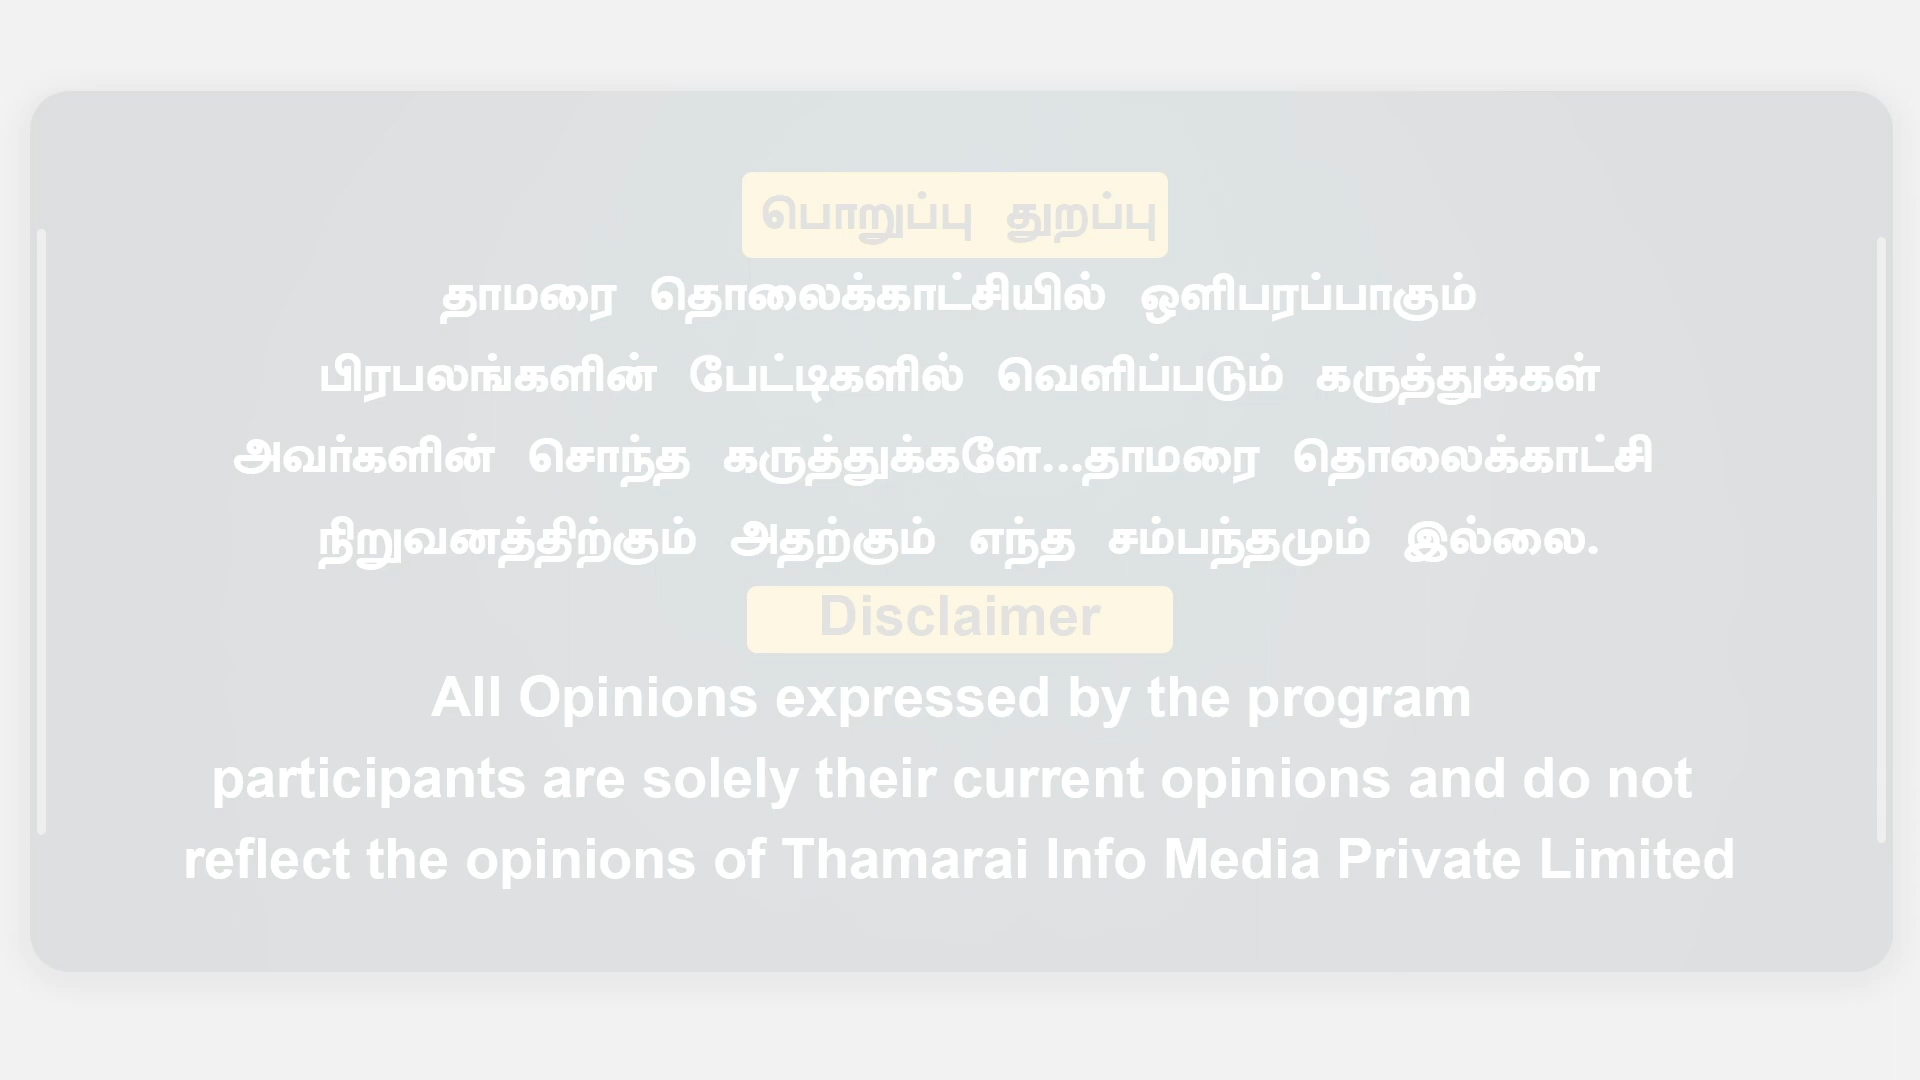 பொறுப்பு துறப்பு
தாமரை தொலைக்காட்சியில் ஒளிபரப்பாகும்
பிரபலங்களின் பேட்டிகளில் வெளிப்படும் கருத்துக்கள்
அவர்களின் சொந்த கருத்துக்களே...தாமரை தொலைக்காட்சி
நிறுவனத்திற்கும் அதற்கும் எந்த சம்பந்தமும் இல்லை.
Disclaimer
All Opinions expressed by the program
participants are solely their current opinions and do not
reflect the opinions of Thamarai Info Media Private Limited